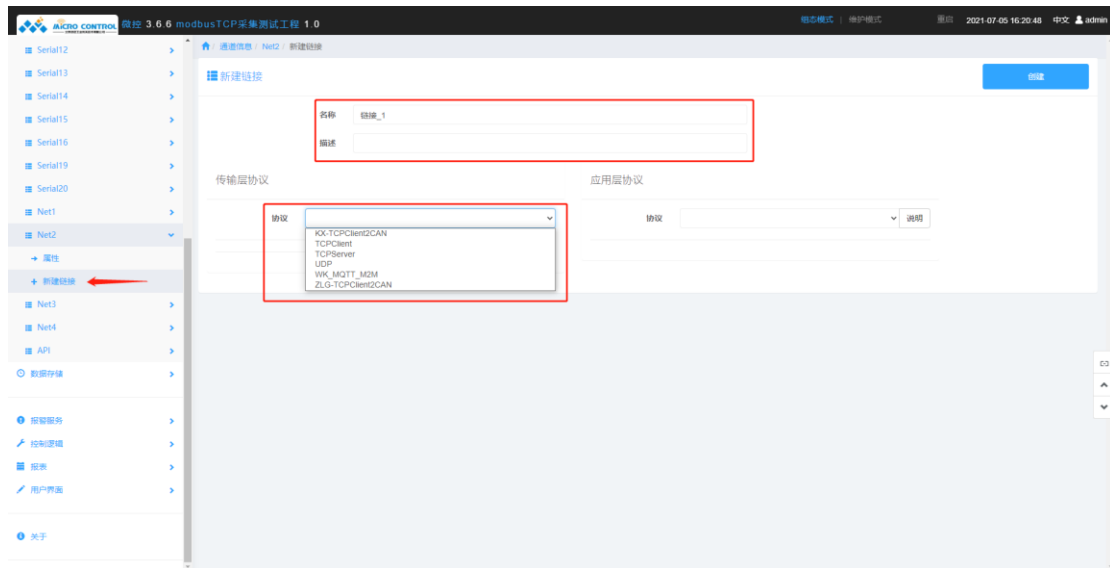 MICRO CONTROL 微控 3.6.6 modbusTCP采集测试工程 1.0 组态模式 | 维护模式 重启 2021-07-05 16:20:48 中文 admin
Serial12
Serial13
Serial14
Serial15
Serial16
Serial19
Serial20
Net1
Net2
属性
新建链接
Net3
Net4
API
数据存储
报警服务
控制逻辑
报表
用户界面
关于
/ 通道信息 / Net2 / 新建链接
新建链接 创建
名称 链接_1
描述
传输层协议 应用层协议
协议 协议 说明
KX-TCPClient2CAN
TCPClient
TCPServer
UDP
WK_MQTT_M2M
ZLG-TCPClient2CAN